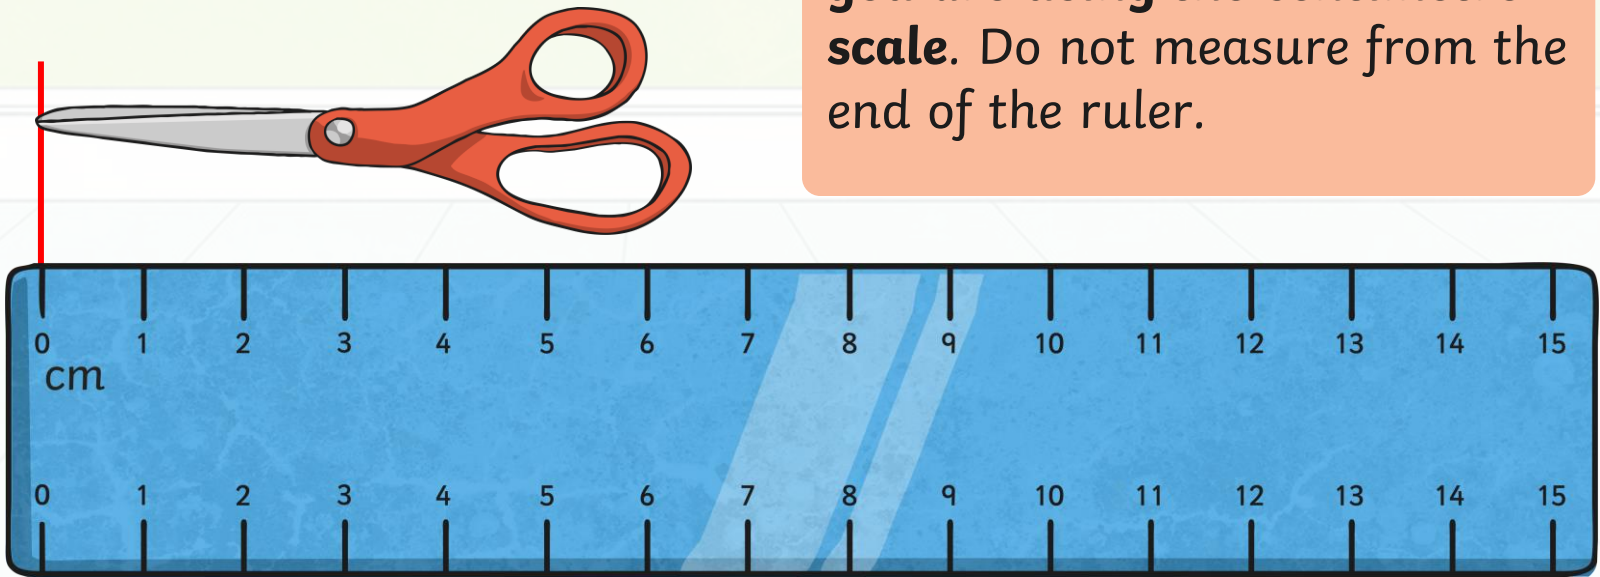 scale. Do not measure from the
end of the ruler.
0 1 2 3 4 5 6 7 8 9 10 11 12 13 14 15
cm
0 1 2 3 4 5 6 7 8 9 10 11 12 13 14 15